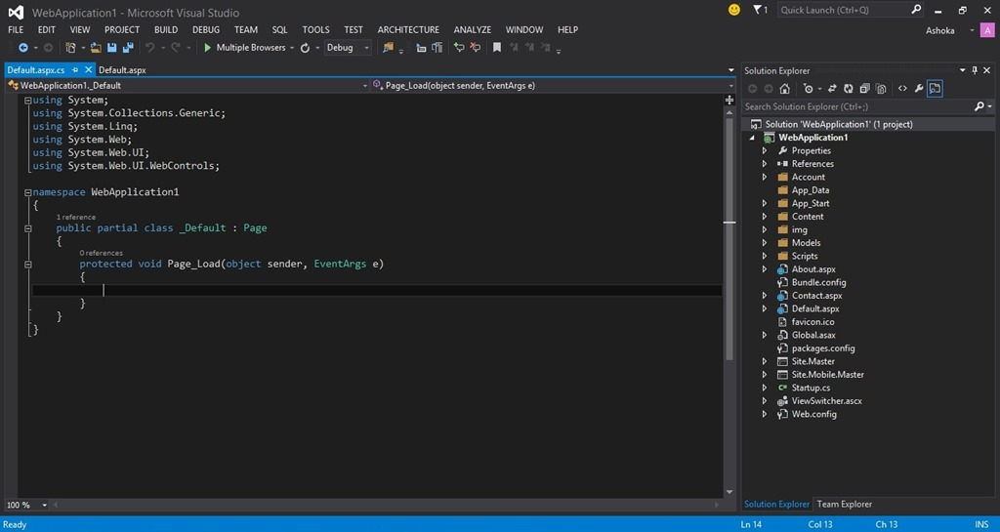 WebApplication1 - Microsoft Visual Studio
1
Quick Launch (Ctrl+Q)
FILE EDIT VIEW PROJECT BUILD DEBUG TEAM SQL TOOLS TEST ARCHITECTURE ANALYZE WINDOW HELP
Ashoka A
Multiple Browsers Debug
Default.aspx.cs Default.aspx
WebApplication1._Default Page_Load(object sender, EventArgs e)
using System;
using System.Collections.Generic;
using System.Linq;
using System.Web;
using System.Web.UI;
using System.Web.UI.WebControls;
namespace WebApplication1
{
1 reference
public partial class _Default : Page
{
0 references
protected void Page_Load(object sender, EventArgs e)
{
}
}
}
100 %
Solution Explorer
Search Solution Explorer (Ctrl+;)
Solution 'WebApplication1' (1 project)
WebApplication1
Properties
References
Account
App_Data
App_Start
Content
img
Models
Scripts
About.aspx
Bundle.config
Contact.aspx
Default.aspx
favicon.ico
Global.asax
packages.config
Site.Master
Site.Mobile.Master
Startup.cs
ViewSwitcher.ascx
Web.config
Solution Explorer Team Explorer
Ready Ln 14 Col 13 Ch 13 INS